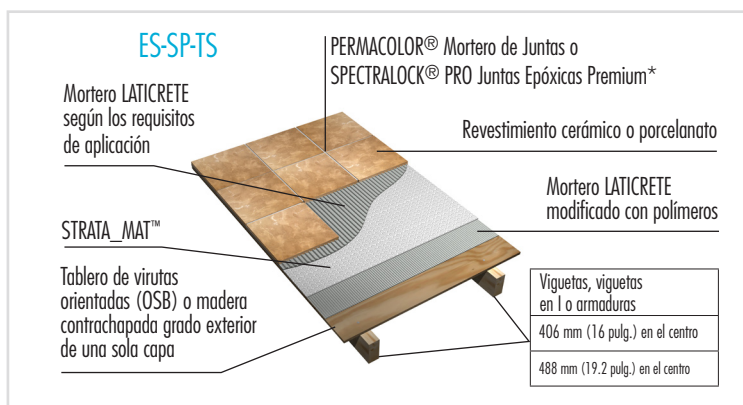 ES-SP-TS
PERMACOLOR® Mortero de Juntas o
SPECTRALOCK® PRO Juntas Epóxicas Premium*
Mortero LATICRETE
según los requisitos
de aplicación
Revestimiento cerámico o porcelanato
Mortero LATICRETE
modificado con polímeros
STRATA_MAT™
Tablero de virutas
orientadas (OSB) o madera
contrachapada grado exterior
de una sola capa
Viguetas, viguetas
en I o armaduras
406 mm (16 pulg.) en el centro
488 mm (19.2 pulg.) en el centro